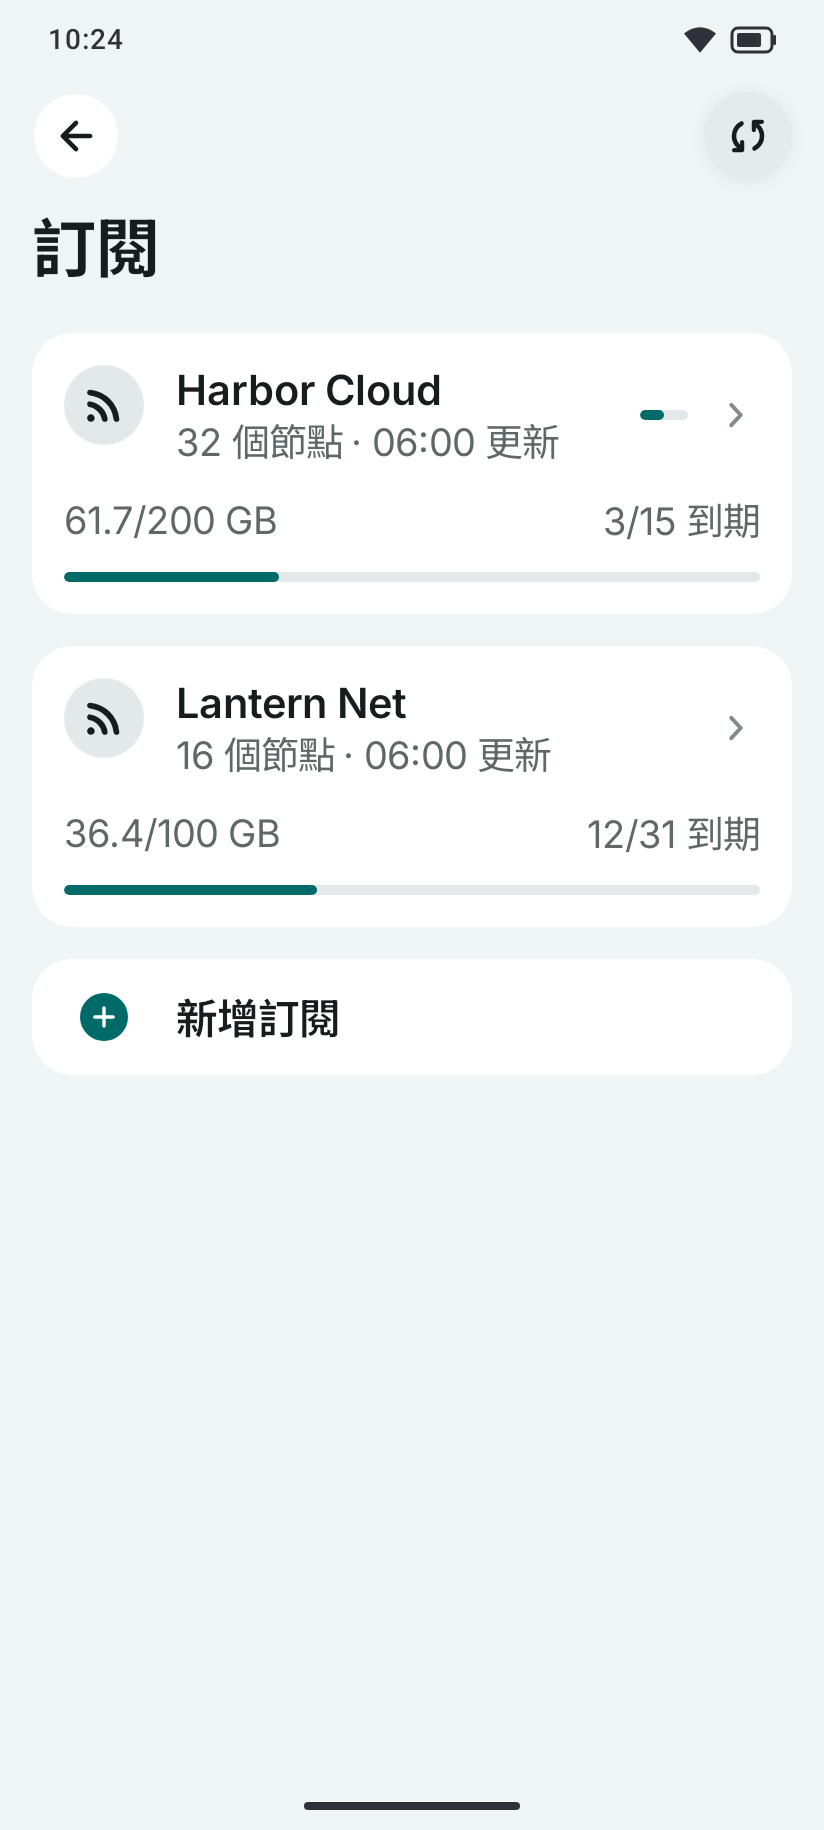 10:24
訂閱
Harbor Cloud
32 個節點 · 06:00 更新
61.7/200 GB
3/15 到期
Lantern Net
16 個節點 · 06:00 更新
36.4/100 GB
12/31 到期
新增訂閱